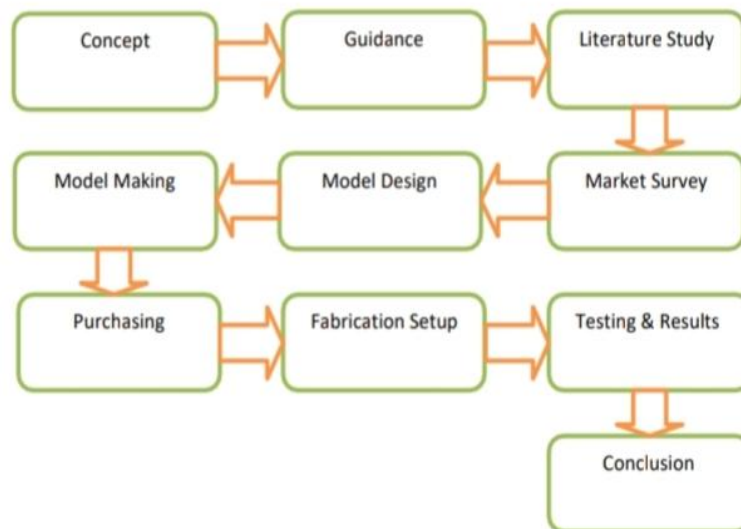 Concept
Guidance
Literature Study
Market Survey
Model Design
Model Making
Purchasing
Fabrication Setup
Testing & Results
Conclusion